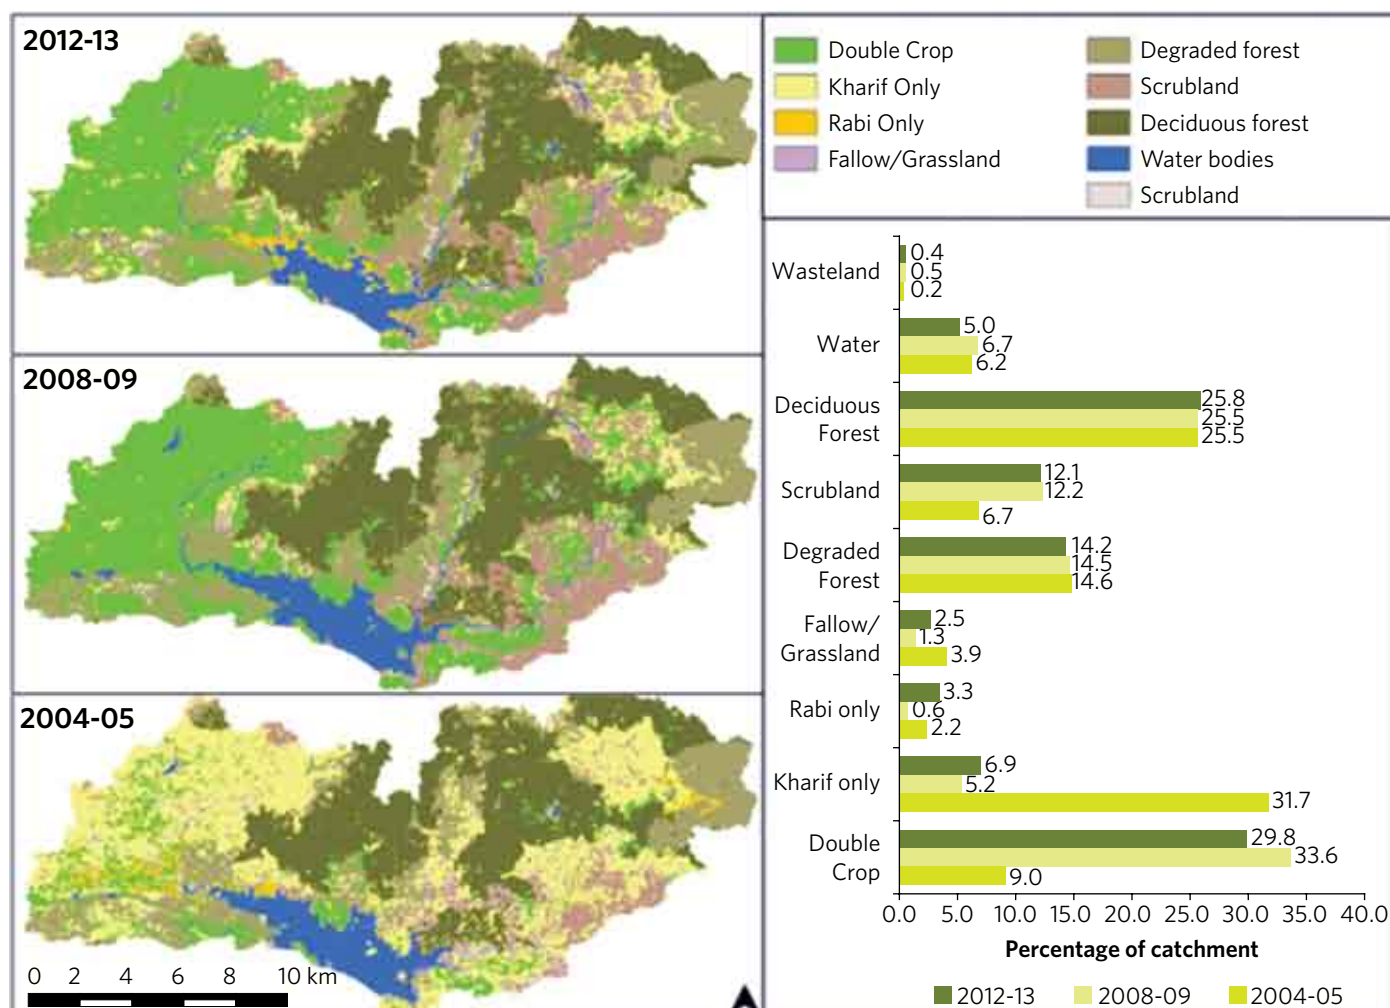 2012-13
2008-09
2004-05
0 2 4 6 8 10 km
Double Crop
Kharif Only
Rabi Only
Fallow/Grassland
Degraded forest
Scrubland
Deciduous forest
Water bodies
Scrubland
Wasteland
0.4
0.5
0.2
Water
5.0
6.7
6.2
Deciduous
Forest
25.8
25.5
25.5
Scrubland
12.1
12.2
6.7
Degraded
Forest
14.2
14.5
14.6
Fallow/
Grassland
2.5
1.3
3.9
Rabi only
3.3
0.6
2.2
Kharif only
6.9
5.2
31.7
Double
Crop
29.8
33.6
9.0
0.0 5.0 10.0 15.0 20.0 25.0 30.0 35.0 40.0
Percentage of catchment
2012-13 2008-09 2004-05